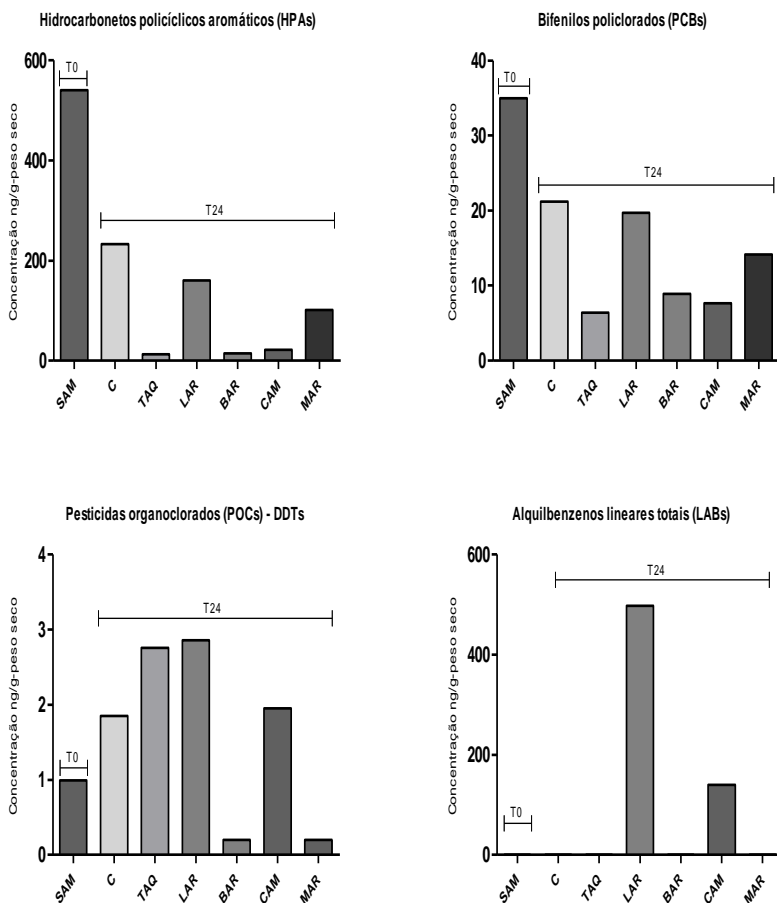 Hidrocarbonetos policíclicos aromáticos (HPAs)
Concentração ng/g-peso seco
600
400
200
0
T0
T24
SAM
C
TAQ
LAR
BAR
CAM
MAR
Bifenilos policlorados (PCBs)
Concentração ng/g-peso seco
40
30
20
10
0
T0
T24
SAM
C
TAQ
LAR
BAR
CAM
MAR
Pesticidas organoclorados (POCs) - DDTs
Concentração ng/g-peso seco
4
3
2
1
0
T0
T24
SAM
C
TAQ
LAR
BAR
CAM
MAR
Alquilbenzenos lineares totais (LABs)
Concentração ng/g-peso seco
600
400
200
0
T0
T24
SAM
C
TAQ
LAR
BAR
CAM
MAR